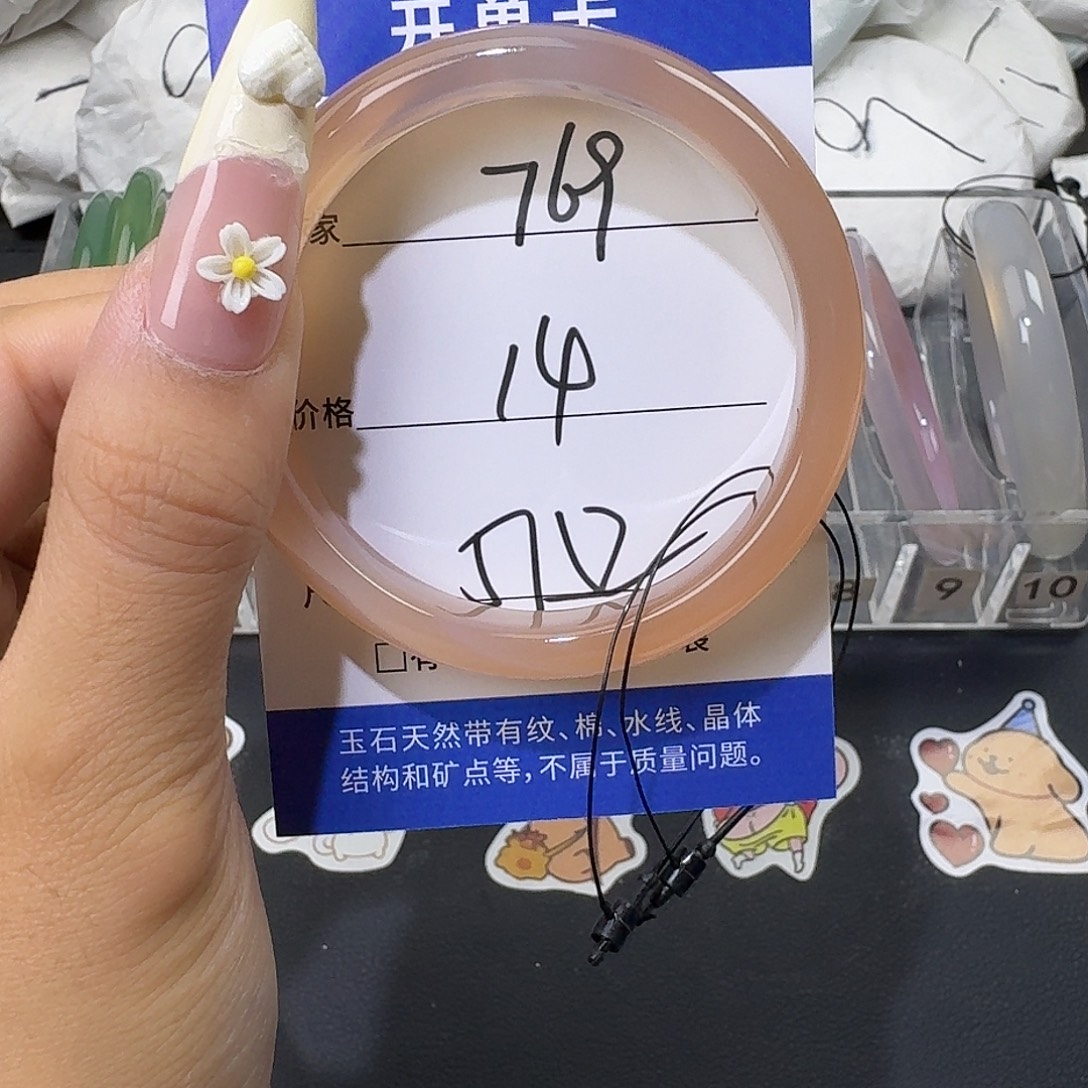 开单卡
家 769
价格 14
玉石天然带有纹、棉、水线、晶体
结构和矿点等，不属于质量问题。
8 9 10